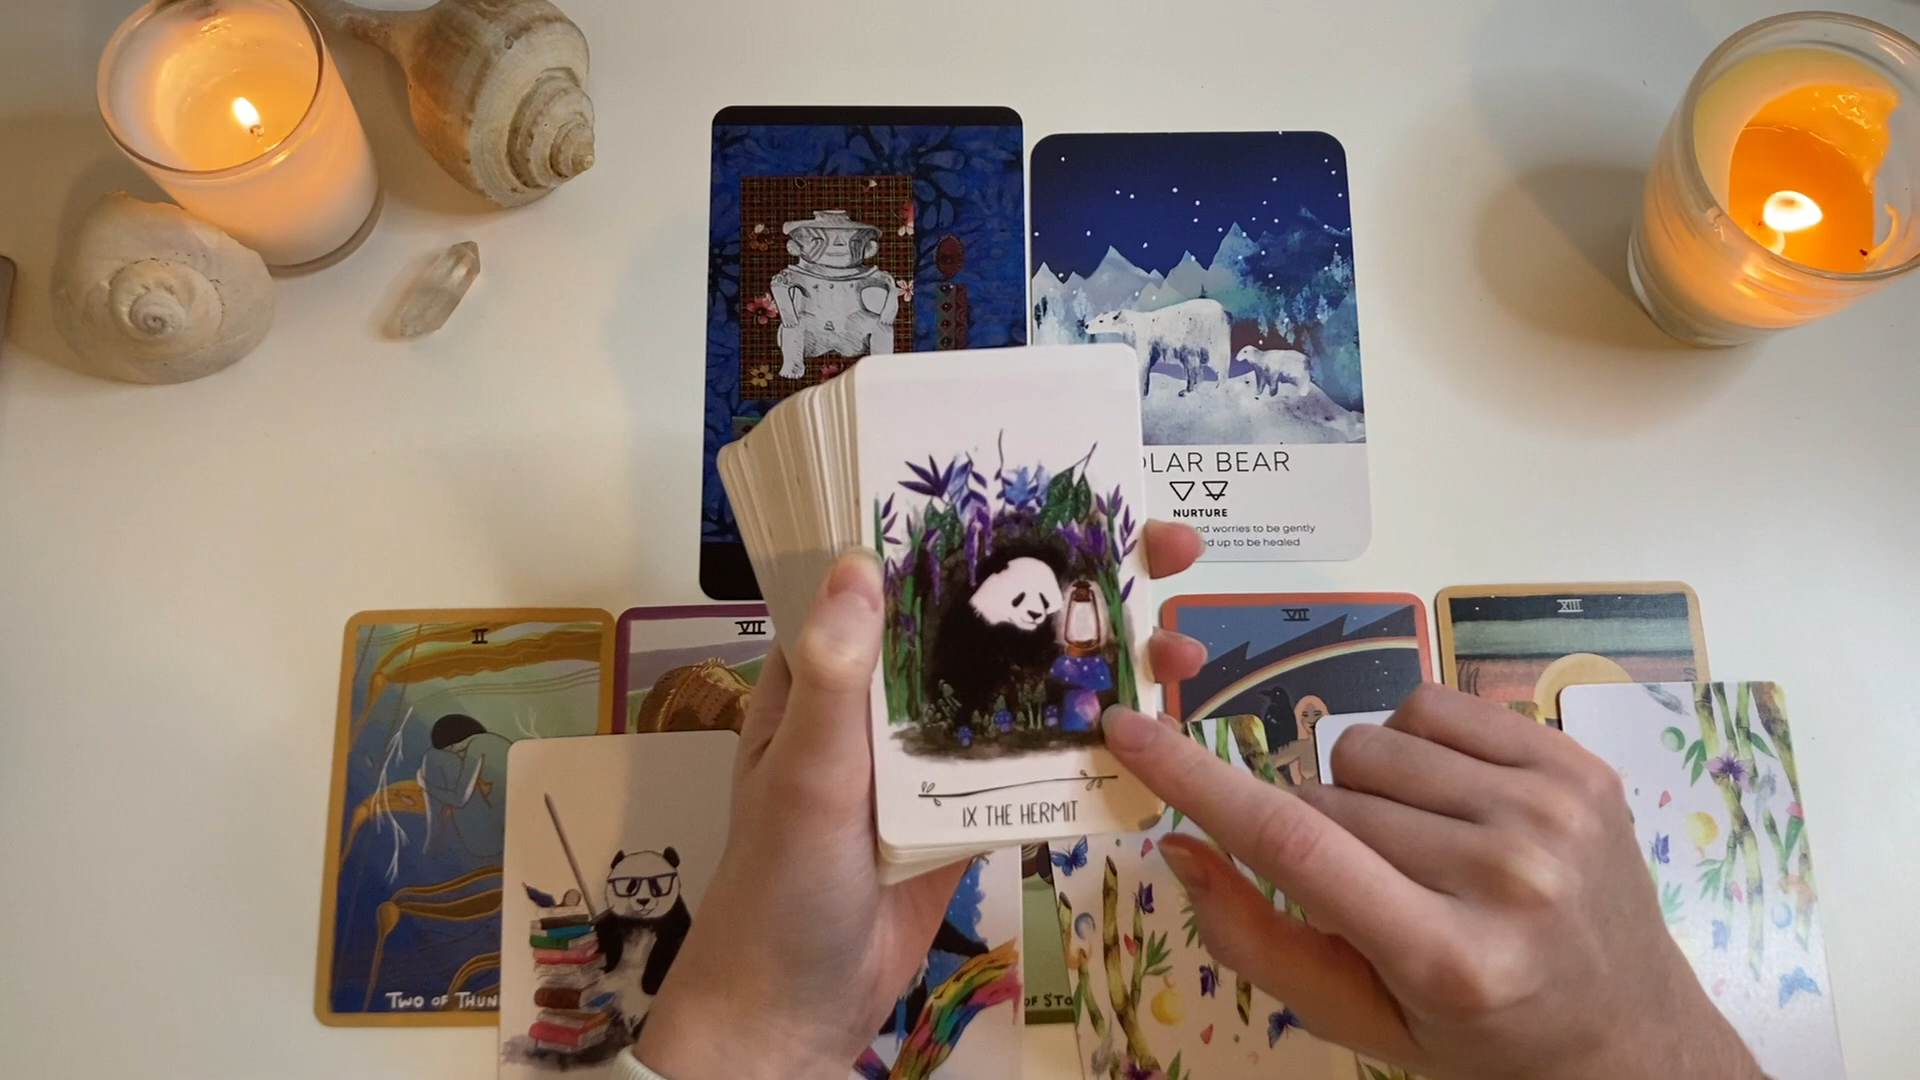 LAR BEAR
NURTURE
nd worries to be gently
ed up to be healed
II
VII
VII
XIII
IX THE HERMIT
TWO OF THUN
OF STO